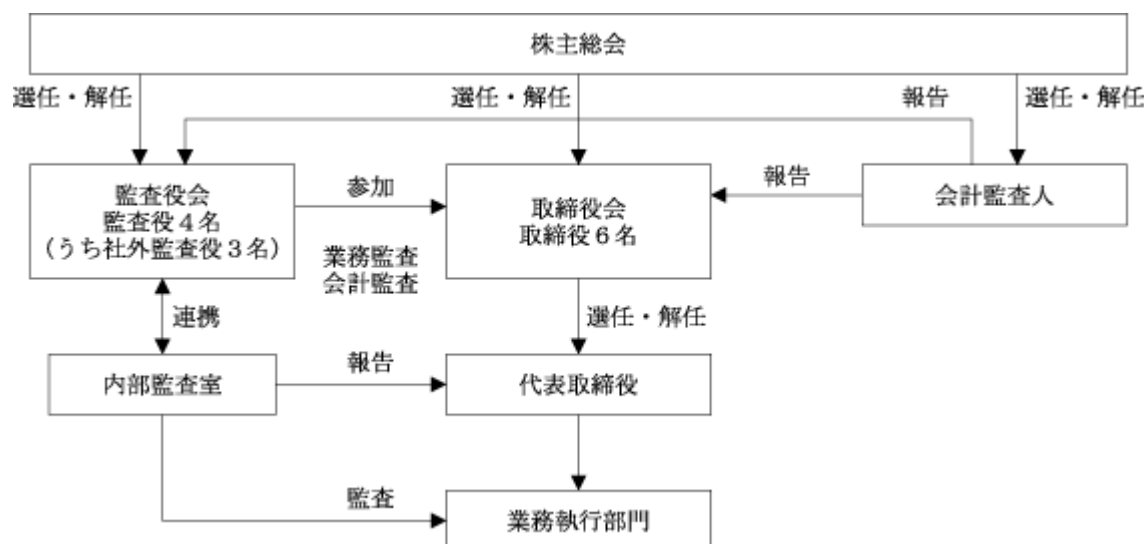 株主総会
選任・解任
選任・解任
報告
選任・解任
監査役会
監査役４名
（うち社外監査役３名）
参加
業務監査
会計監査
取締役会
取締役６名
報告
会計監査人
連携
選任・解任
内部監査室
報告
代表取締役
監査
業務執行部門